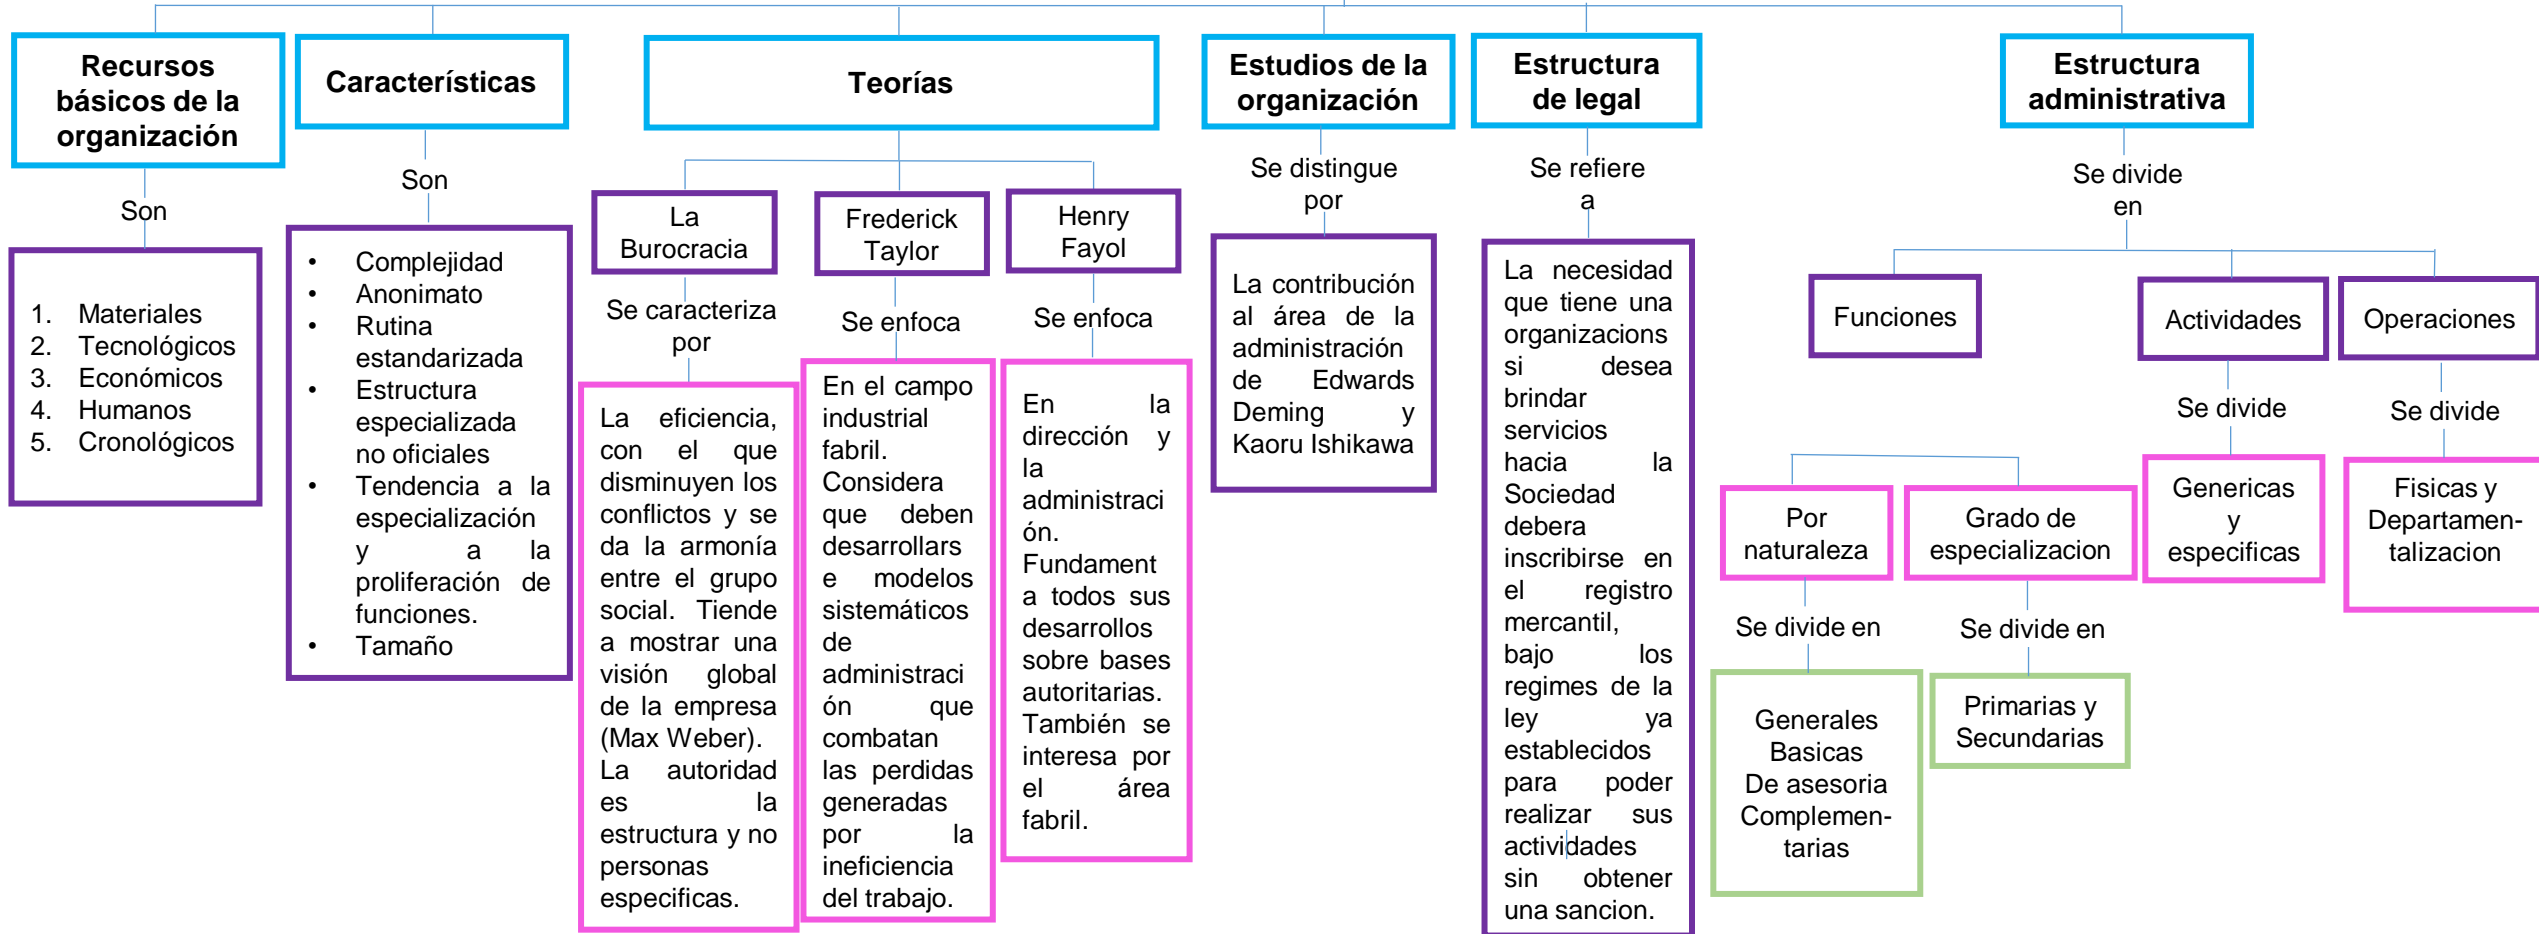 Recursos
básicos de la
organización
Son
1. Materiales
2. Tecnológicos
3. Económicos
4. Humanos
5. Cronológicos
Características
Son
• Complejidad
• Anonimato
• Rutina
estandarizada
• Estructura
especializada
no oficiales
• Tendencia a la
especialización
y a la
proliferación de
funciones.
• Tamaño
Teorías
La
Burocracia
Se caracteriza
por
La eficiencia,
con el que
disminuyen los
conflictos y se
da la armonía
entre el grupo
social. Tiende
a mostrar una
visión global
de la empresa
(Max Weber).
La autoridad
es la
estructura y no
personas
especificas.
Frederick
Taylor
Se enfoca
En el campo
industrial
fabril.
Considera
que deben
desarrollars
e modelos
sistemáticos
de
administraci
ón que
combatan
las perdidas
generadas
por la
ineficiencia
del trabajo.
Henry
Fayol
Se enfoca
En la
dirección y
la
administraci
ón.
Fundament
a todos sus
desarrollos
sobre bases
autoritarias.
También se
interesa por
el área
fabril.
Estudios de la
organización
Se distingue
por
La contribución
al área de la
administración
de Edwards
Deming y
Kaoru Ishikawa
Estructura
de legal
Se refiere
a
La necesidad
que tiene una
organizacions
si desea
brindar
servicios
hacia la
Sociedad
debera
inscribirse en
el registro
mercantil,
bajo los
regimes de la
ley ya
establecidos
para poder
realizar sus
actividades
sin obtener
una sancion.
Estructura
administrativa
Se divide
en
Funciones
Por
naturaleza
Se divide en
Generales
Basicas
De asesoria
Complemen-
tarias
Grado de
especializacion
Se divide en
Primarias y
Secundarias
Actividades
Se divide
Genericas
y
especificas
Operaciones
Se divide
Fisicas y
Departamen-
talizacion